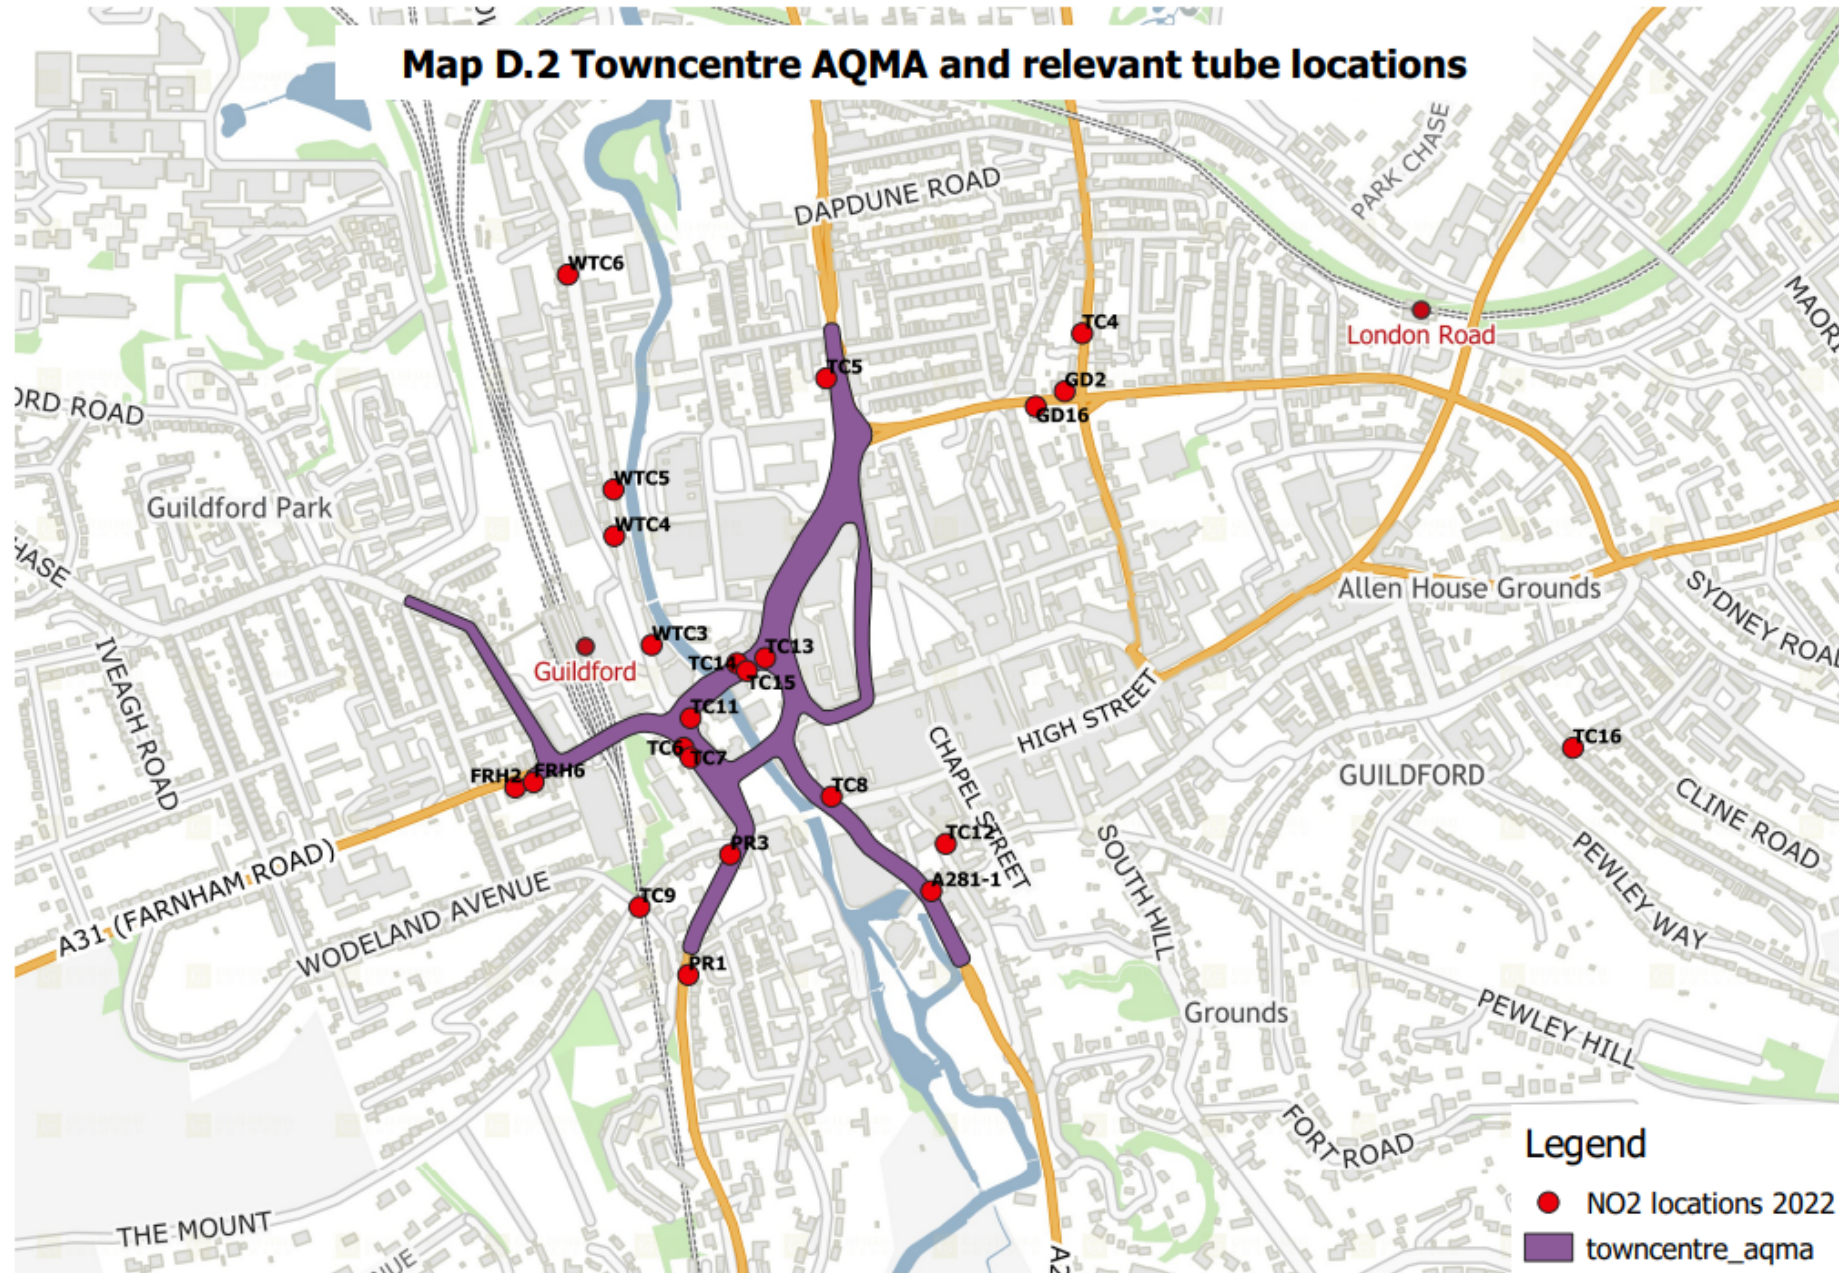 Map D.2 Towncentre AQMA and relevant tube locations
PARK CHASE
DAPDUNE ROAD
WTC6
MAORI
TC4
London Road
TC5
GD2
GD16
ORD ROAD
WTC5
Guildford Park
WTC4
HASE
Allen House Grounds
SYDNEY ROAD
IVEAGH ROAD
WTC3
TC13
TC14
Guildford
TC15
TC11
HIGH STREET
CHAPEL STREET
TC6
TC7
TC16
FRH2
FRH6
GUILDFORD
TC8
CLINE ROAD
A31 (FARNHAM ROAD)
PR3
TC12
SOUTH HILL
PEWLEY WAY
A281-1
WODELAND AVENUE
TC9
PR1
Grounds
PEWLEY HILL
FORT ROAD
Legend
NO2 locations 2022
THE MOUNT
NUE
A2
towncentre_aqma